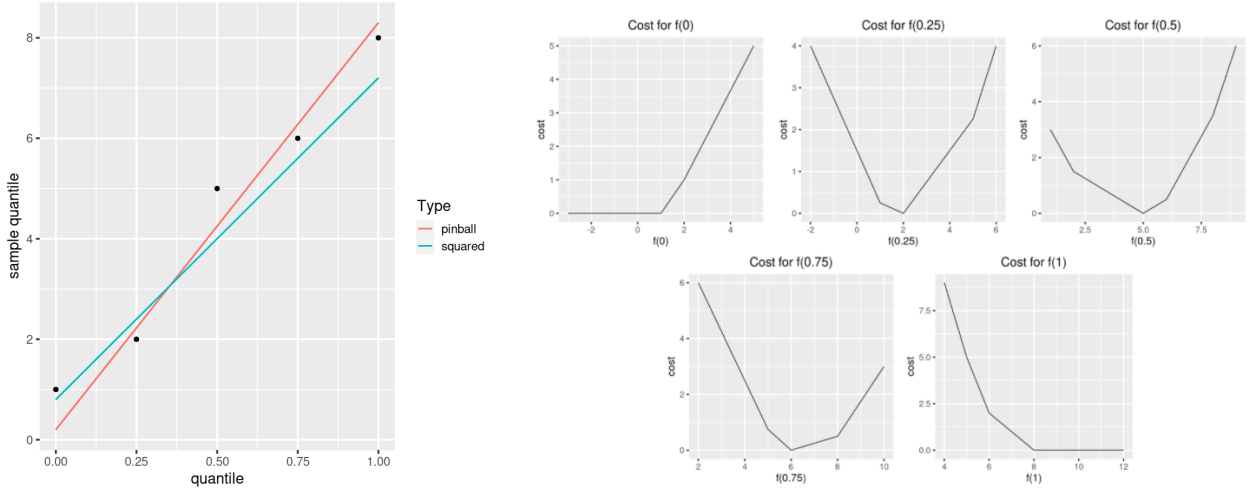 8
6
4
2
0
sample quantile
0.00 0.25 0.50 0.75 1.00
quantile
Type
pinball
squared
Cost for f(0)
5
4
3
2
1
0
cost
-2 0 2 4
f(0)
Cost for f(0.25)
4
3
2
1
0
cost
-2 0 2 4 6
f(0.25)
Cost for f(0.5)
6
4
2
0
cost
2.5 5.0 7.5
f(0.5)
Cost for f(0.75)
6
4
2
0
cost
2 4 6 8 10
f(0.75)
Cost for f(1)
7.5
5.0
2.5
0.0
cost
4 6 8 10 12
f(1)